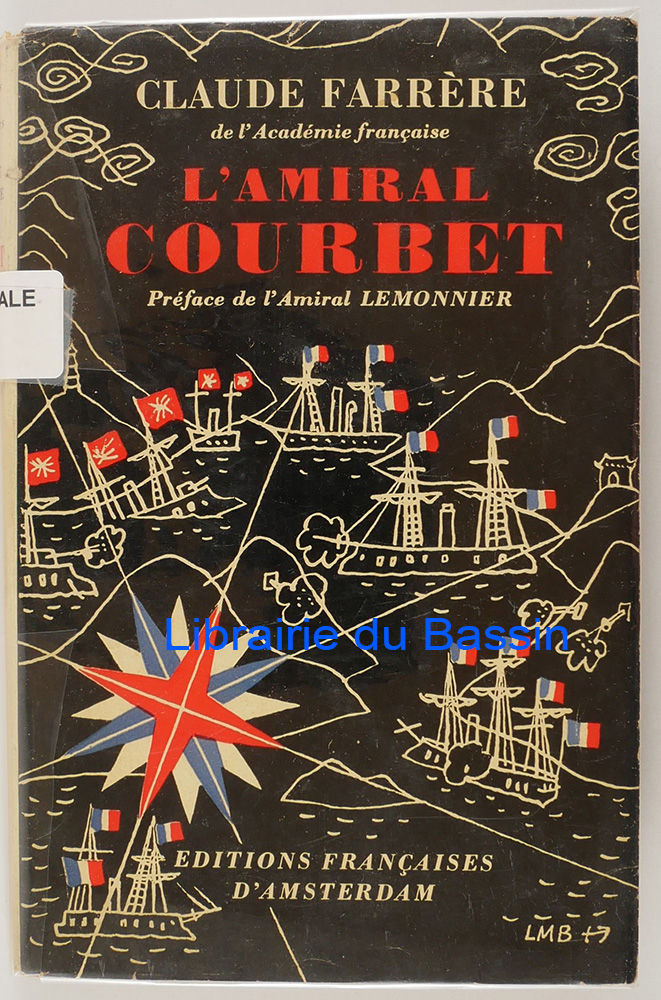 CLAUDE FARRÈRE
de l'Académie française
L'AMIRAL
COURBET
Préface de l'Amiral LEMONNIER
ALE
Librairie du Bassin
EDITIONS FRANÇAISES
D'AMSTERDAM
LMB